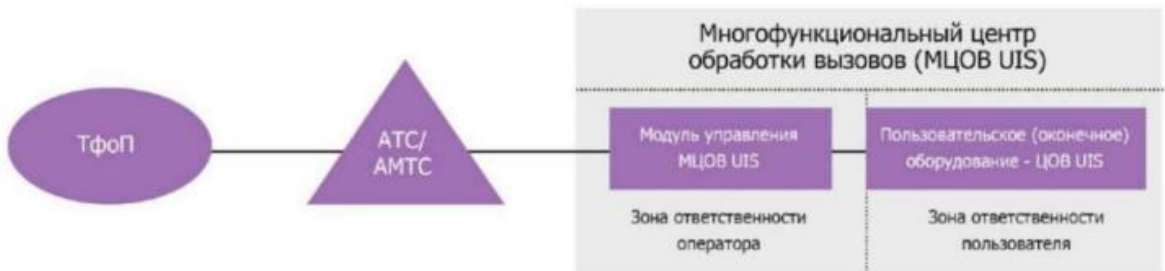 Многофункциональный центр
обработки вызовов (МЦОВ UIS)
ТфоП
АТС/
АМТС
Модуль управления
МЦОВ UIS
Пользовательское (оконечное)
оборудование - ЦОВ UIS
Зона ответственности
оператора
Зона ответственности
пользователя